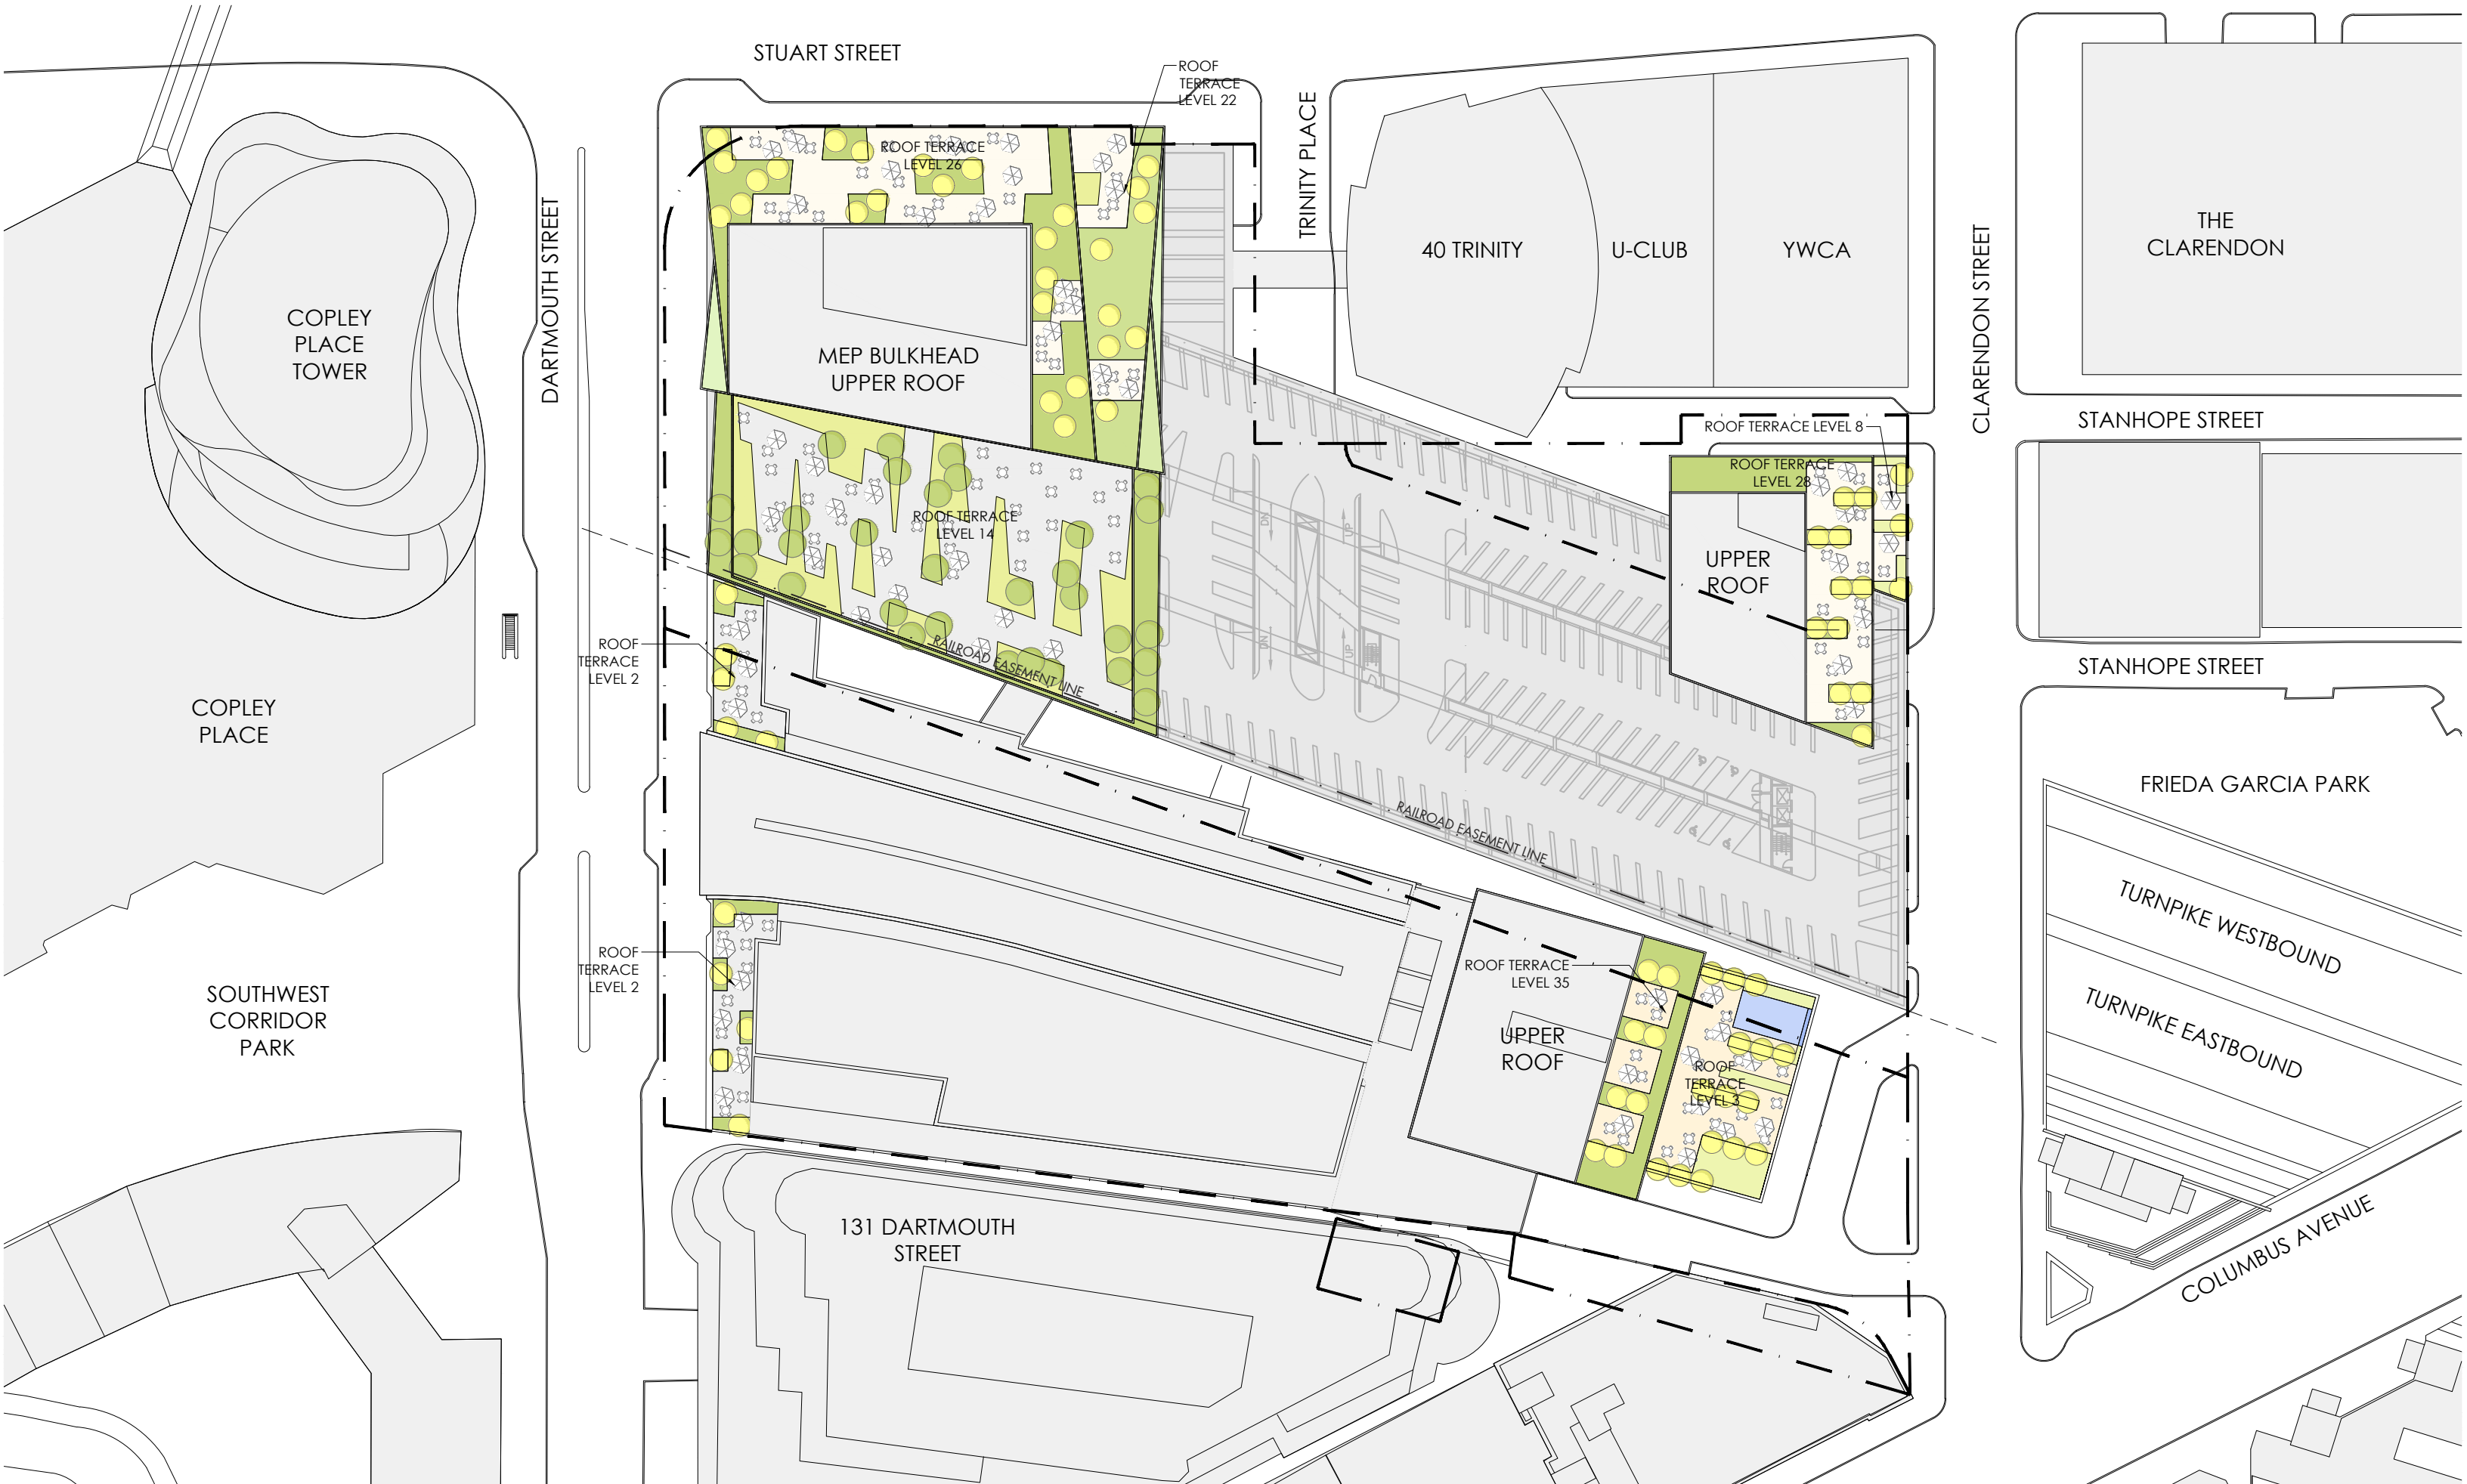 STUART STREET
ROOF
TERRACE
LEVEL 22
TRINITY PLACE
ROOF TERRACE
LEVEL 26
DARTMOUTH STREET
40 TRINITY
U-CLUB
YWCA
CLARENDON STREET
THE
CLARENDON
COPLEY
PLACE
TOWER
MEP BULKHEAD
UPPER ROOF
STANHOPE STREET
ROOF TERRACE LEVEL 8
ROOF TERRACE
LEVEL 28
ROOF TERRACE
LEVEL 14
DN
UP
UPPER
ROOF
DN
UP
ROOF
TERRACE
LEVEL 2
RAILROAD EASEMENT LINE
STANHOPE STREET
COPLEY
PLACE
FRIEDA GARCIA PARK
RAILROAD EASEMENT LINE
TURNPIKE WESTBOUND
ROOF
TERRACE
LEVEL 2
ROOF TERRACE
LEVEL 35
SOUTHWEST
CORRIDOR
PARK
TURNPIKE EASTBOUND
UPPER
ROOF
ROOF
TERRACE
LEVEL 3
131 DARTMOUTH
STREET
COLUMBUS AVENUE